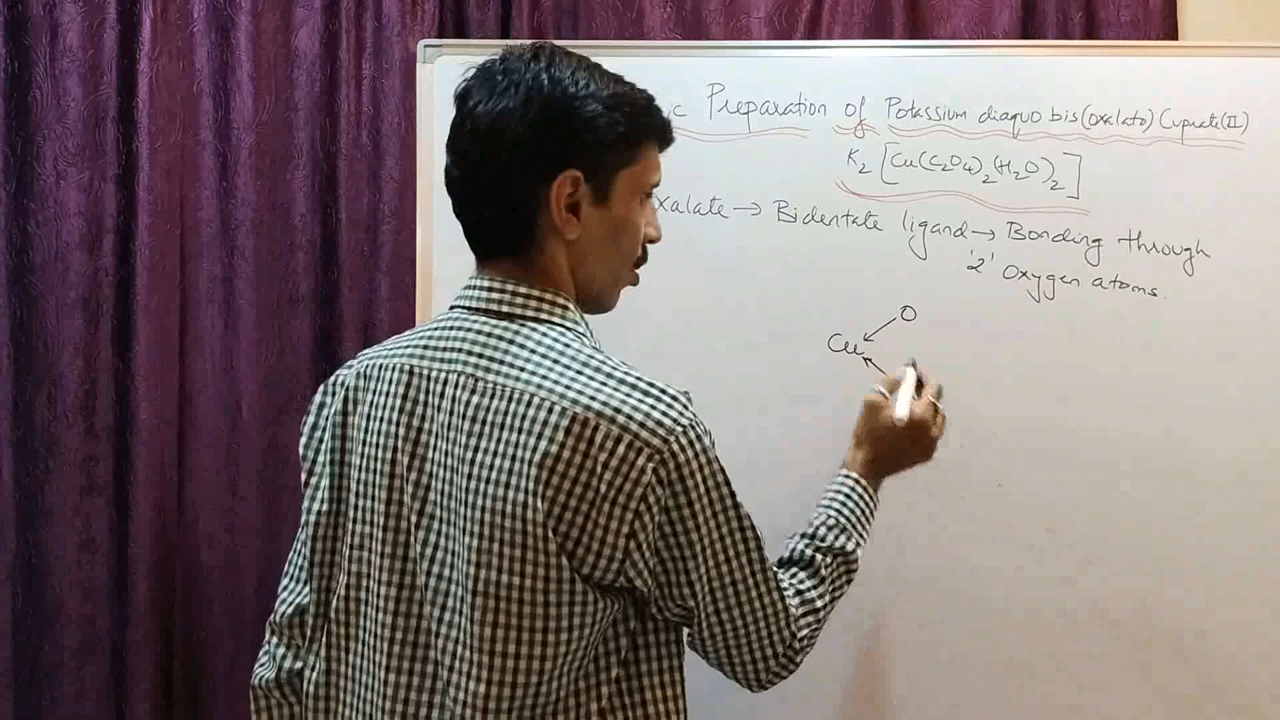 c Preparation of Potassium diaquo bis(oxalato) Cuprate(II)
K2[Cu(C2O4)2(H2O)2]
xalate → Bidentate ligand → Bonding through
'2' Oxygen atoms.
O
Cu